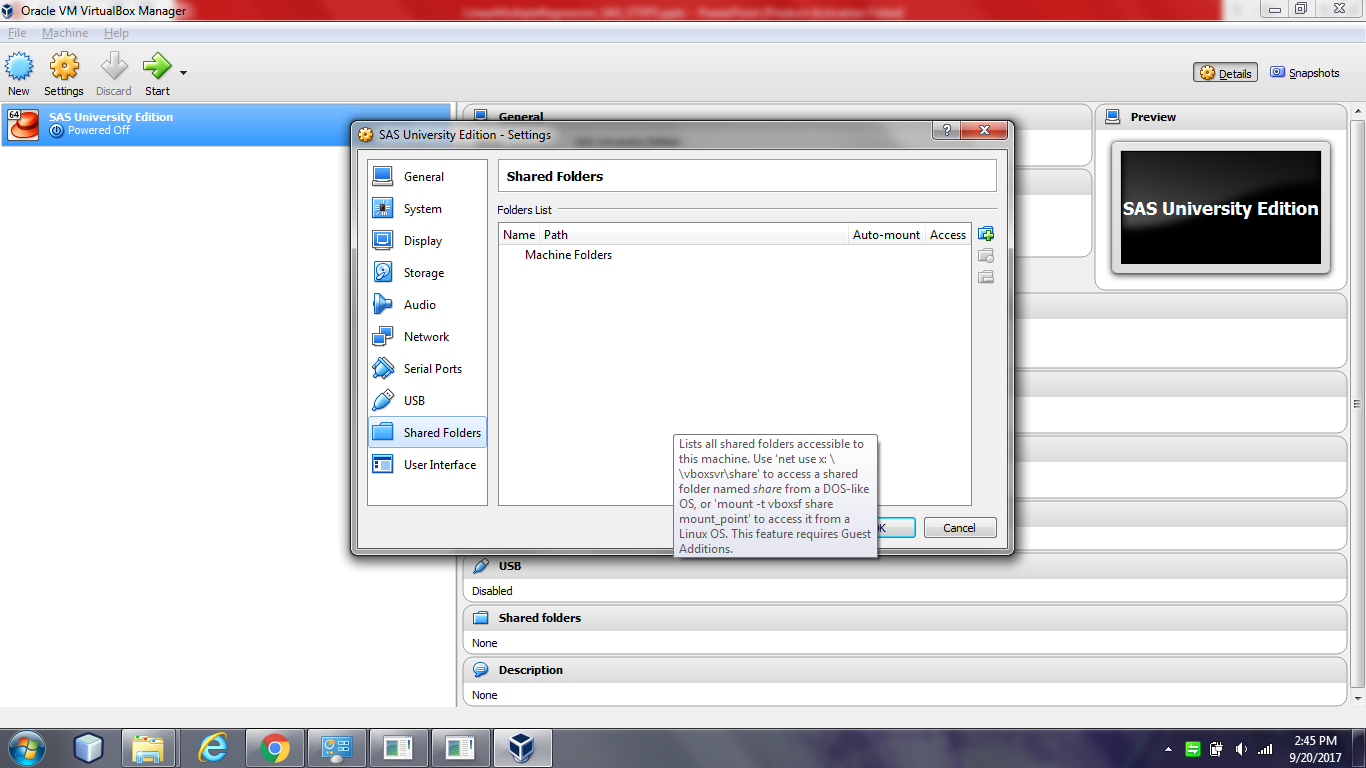 Oracle VM VirtualBox Manager
File Machine Help
New Settings Discard Start
Details Snapshots
64
SAS University Edition
Powered Off
General
Preview
SAS University Edition
SAS University Edition - Settings
General
System
Display
Storage
Audio
Network
Serial Ports
USB
Shared Folders
User Interface
Shared Folders
Folders List
Name Path Auto-mount Access
Machine Folders
Lists all shared folders accessible to
this machine. Use 'net use x: \
\vboxsvr\share' to access a shared
folder named share from a DOS-like
OS, or 'mount -t vboxsf share
mount_point' to access it from a
Linux OS. This feature requires Guest
Additions.
Cancel
USB
Disabled
Shared folders
None
Description
None
2:45 PM
9/20/2017